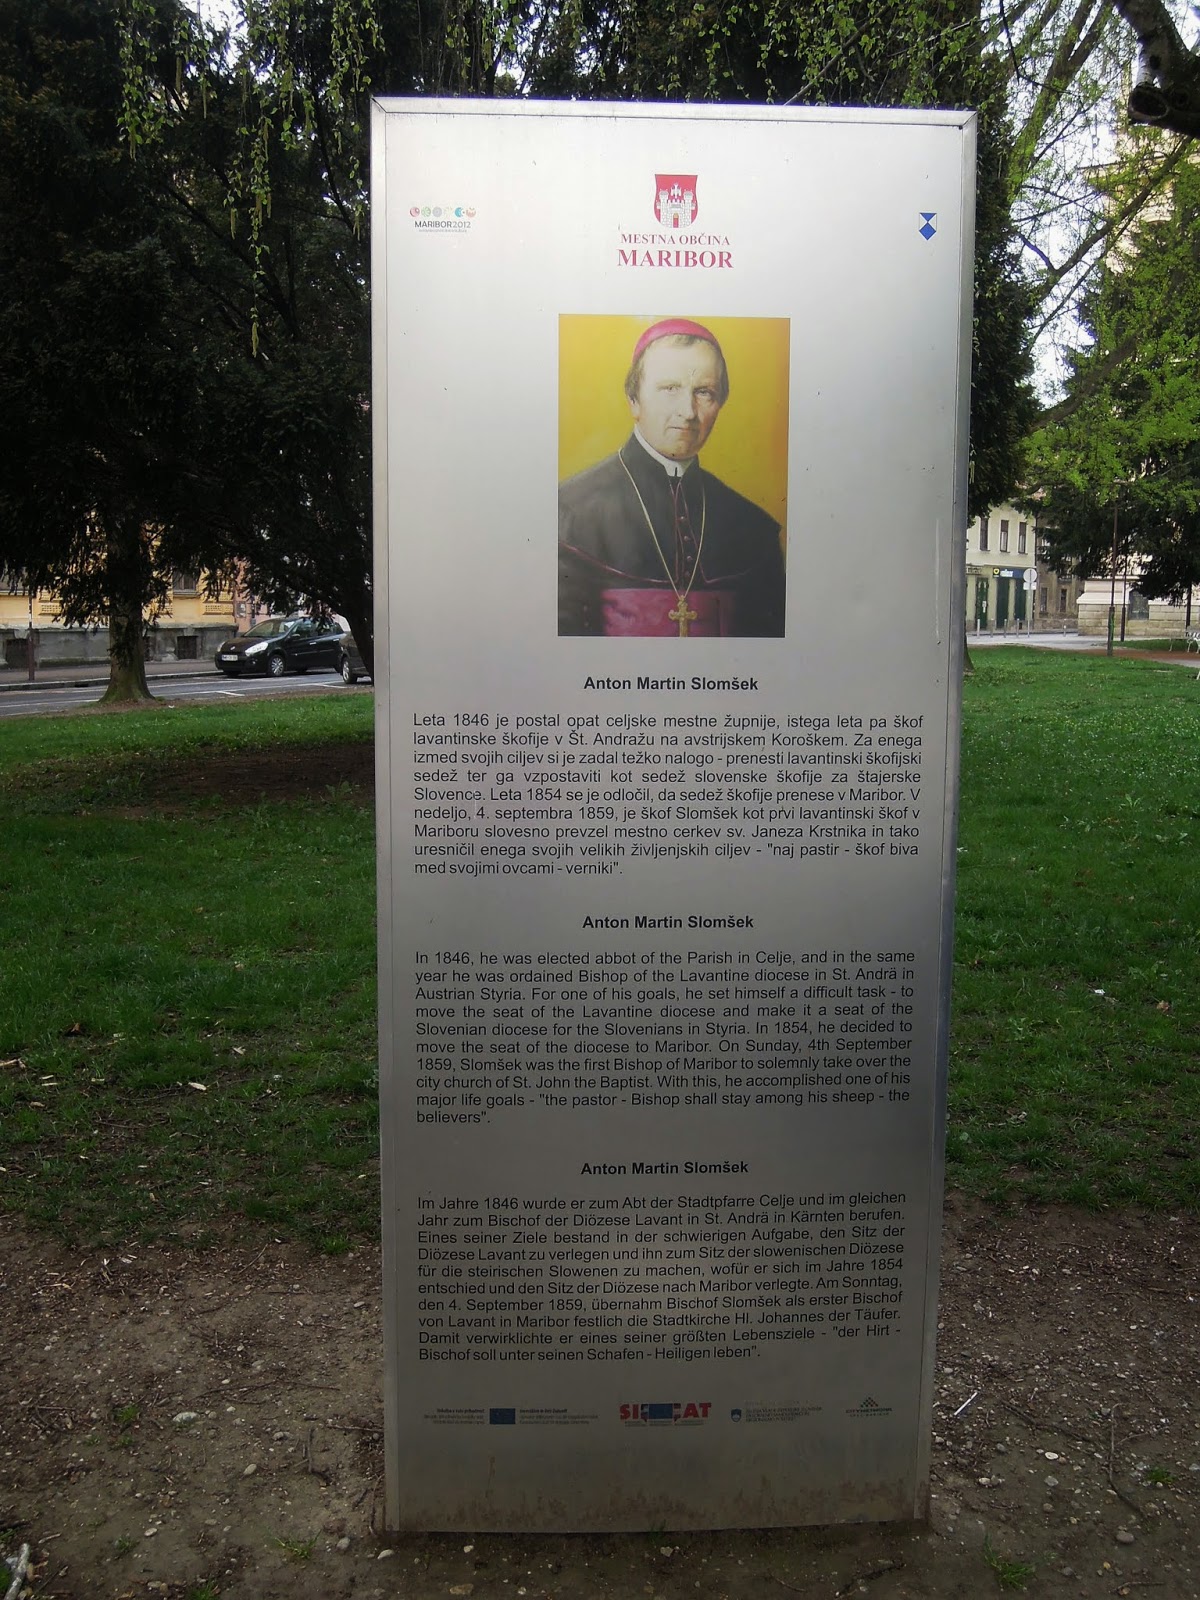 MARIBOR2012
MESTNA OBČINA
MARIBOR
Anton Martin Slomšek
Leta 1846 je postal opat celjske mestne župnije, istega leta pa škof
lavantinske škofije v Št. Andražu na avstrijskem Koroškem. Za enega
izmed svojih ciljev si je zadal težko nalogo - prenesti lavantinski škofijski
sedež ter ga vzpostaviti kot sedež slovenske škofije za štajerske
Slovence. Leta 1854 se je odločil, da sedež škofije prenese v Maribor. V
nedeljo, 4. septembra 1859, je škof Slomšek kot prvi lavantinski škof v
Mariboru slovesno prevzel mestno cerkev sv. Janeza Krstnika in tako
uresničil enega svojih velikih življenjskih ciljev - "naj pastir - škof biva
med svojimi ovcami - verniki".
Anton Martin Slomšek
In 1846, he was elected abbot of the Parish in Celje, and in the same
year he was ordained Bishop of the Lavantine diocese in St. Andrä in
Austrian Styria. For one of his goals, he set himself a difficult task - to
move the seat of the Lavantine diocese and make it a seat of the
Slovenian diocese for the Slovenians in Styria. In 1854, he decided to
move the seat of the diocese to Maribor. On Sunday, 4th September
1859, Slomšek was the first Bishop of Maribor to solemnly take over the
city church of St. John the Baptist. With this, he accomplished one of his
major life goals - "the pastor - Bishop shall stay among his sheep - the
believers".
Anton Martin Slomšek
Im Jahre 1846 wurde er zum Abt der Stadtpfarre Celje und im gleichen
Jahr zum Bischof der Diözese Lavant in St. Andrä in Kärnten berufen.
Eines seiner Ziele bestand in der schwierigen Aufgabe, den Sitz der
Diözese Lavant zu verlegen und ihn zum Sitz der slowenischen Diözese
für die steirischen Slowenen zu machen, wofür er sich im Jahre 1854
entschied und den Sitz der Diözese nach Maribor verlegte. Am Sonntag,
den 4. September 1859, übernahm Bischof Slomšek als erster Bischof
von Lavant in Maribor festlich die Stadtkirche Hl. Johannes der Täufer.
Damit verwirklichte er eines seiner größten Lebensziele - "der Hirt -
Bischof soll unter seinen Schafen - Heiligen leben".